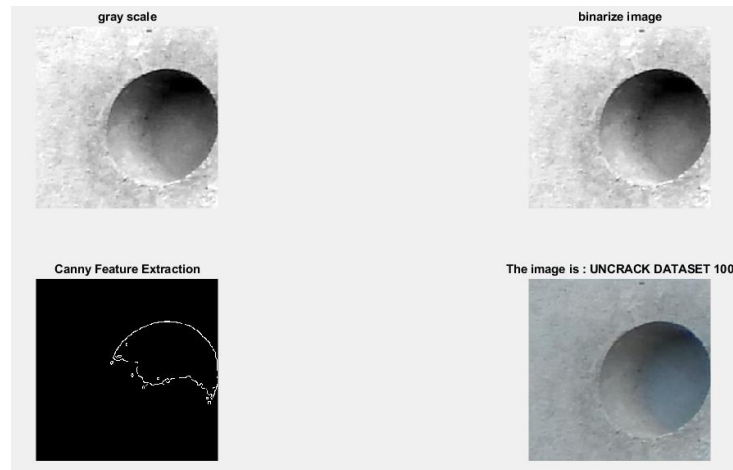 gray scale
binarize image
Canny Feature Extraction
The image is : UNCRACK DATASET 100